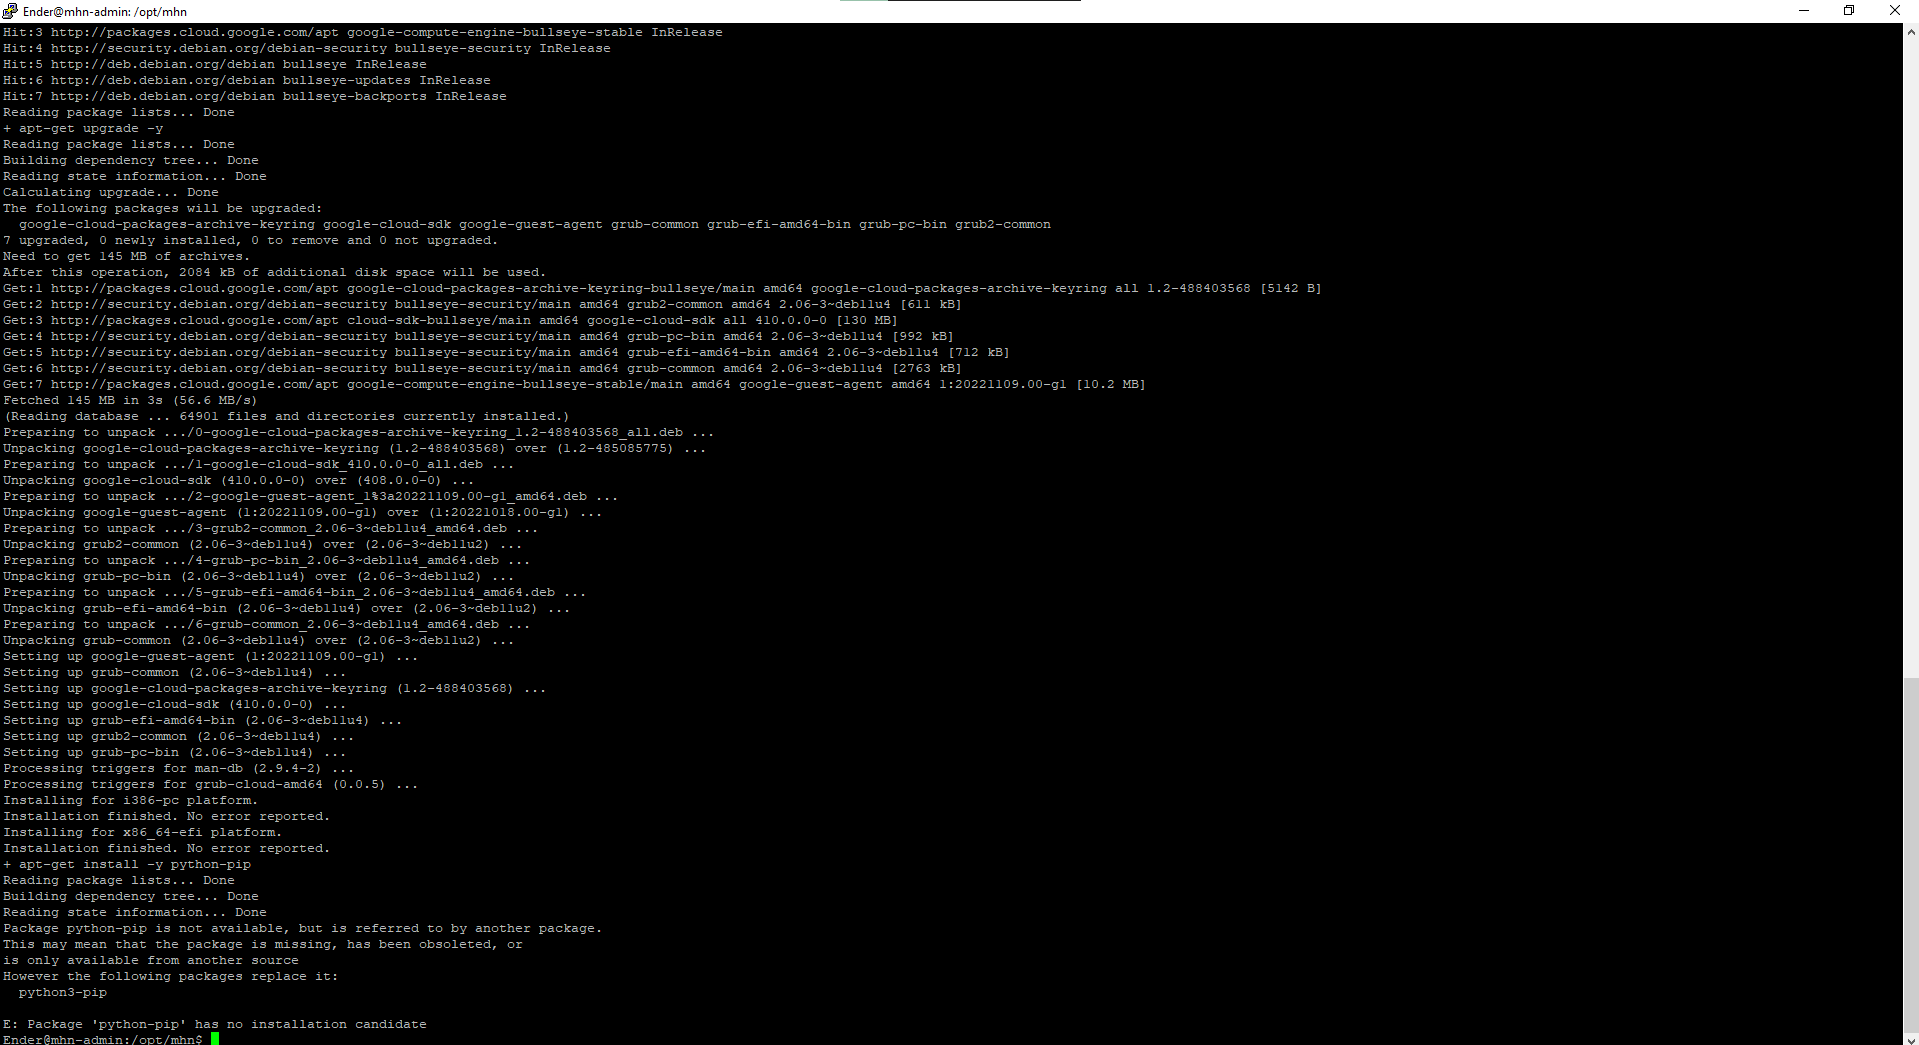 Ender@mhn-admin: /opt/mhn
Hit:3 http://packages.cloud.google.com/apt google-compute-engine-bullseye-stable InRelease
Hit:4 http://security.debian.org/debian-security bullseye-security InRelease
Hit:5 http://deb.debian.org/debian bullseye InRelease
Hit:6 http://deb.debian.org/debian bullseye-updates InRelease
Hit:7 http://deb.debian.org/debian bullseye-backports InRelease
Reading package lists... Done
+ apt-get upgrade -y
Reading package lists... Done
Building dependency tree... Done
Reading state information... Done
Calculating upgrade... Done
The following packages will be upgraded:
  google-cloud-packages-archive-keyring google-cloud-sdk google-guest-agent grub-common grub-efi-amd64-bin grub-pc-bin grub2-common
7 upgraded, 0 newly installed, 0 to remove and 0 not upgraded.
Need to get 145 MB of archives.
After this operation, 2084 kB of additional disk space will be used.
Get:1 http://packages.cloud.google.com/apt google-cloud-packages-archive-keyring-bullseye/main amd64 google-cloud-packages-archive-keyring all 1.2-488403568 [5142 B]
Get:2 http://security.debian.org/debian-security bullseye-security/main amd64 grub2-common amd64 2.06-3~deb11u4 [611 kB]
Get:3 http://packages.cloud.google.com/apt cloud-sdk-bullseye/main amd64 google-cloud-sdk all 410.0.0-0 [130 MB]
Get:4 http://security.debian.org/debian-security bullseye-security/main amd64 grub-pc-bin amd64 2.06-3~deb11u4 [992 kB]
Get:5 http://security.debian.org/debian-security bullseye-security/main amd64 grub-efi-amd64-bin amd64 2.06-3~deb11u4 [712 kB]
Get:6 http://security.debian.org/debian-security bullseye-security/main amd64 grub-common amd64 2.06-3~deb11u4 [2763 kB]
Get:7 http://packages.cloud.google.com/apt google-compute-engine-bullseye-stable/main amd64 google-guest-agent amd64 1:20221109.00-g1 [10.2 MB]
Fetched 145 MB in 3s (56.6 MB/s)
(Reading database ... 64901 files and directories currently installed.)
Preparing to unpack .../0-google-cloud-packages-archive-keyring_1.2-488403568_all.deb ...
Unpacking google-cloud-packages-archive-keyring (1.2-488403568) over (1.2-485085775) ...
Preparing to unpack .../1-google-cloud-sdk_410.0.0-0_all.deb ...
Unpacking google-cloud-sdk (410.0.0-0) over (408.0.0-0) ...
Preparing to unpack .../2-google-guest-agent_1%3a20221109.00-g1_amd64.deb ...
Unpacking google-guest-agent (1:20221109.00-g1) over (1:20221018.00-g1) ...
Preparing to unpack .../3-grub2-common_2.06-3~deb11u4_amd64.deb ...
Unpacking grub2-common (2.06-3~deb11u4) over (2.06-3~deb11u2) ...
Preparing to unpack .../4-grub-pc-bin_2.06-3~deb11u4_amd64.deb ...
Unpacking grub-pc-bin (2.06-3~deb11u4) over (2.06-3~deb11u2) ...
Preparing to unpack .../5-grub-efi-amd64-bin_2.06-3~deb11u4_amd64.deb ...
Unpacking grub-efi-amd64-bin (2.06-3~deb11u4) over (2.06-3~deb11u2) ...
Preparing to unpack .../6-grub-common_2.06-3~deb11u4_amd64.deb ...
Unpacking grub-common (2.06-3~deb11u4) over (2.06-3~deb11u2) ...
Setting up google-guest-agent (1:20221109.00-g1) ...
Setting up grub-common (2.06-3~deb11u4) ...
Setting up google-cloud-packages-archive-keyring (1.2-488403568) ...
Setting up google-cloud-sdk (410.0.0-0) ...
Setting up grub-efi-amd64-bin (2.06-3~deb11u4) ...
Setting up grub2-common (2.06-3~deb11u4) ...
Setting up grub-pc-bin (2.06-3~deb11u4) ...
Processing triggers for man-db (2.9.4-2) ...
Processing triggers for grub-cloud-amd64 (0.0.5) ...
Installing for i386-pc platform.
Installation finished. No error reported.
Installing for x86_64-efi platform.
Installation finished. No error reported.
+ apt-get install -y python-pip
Reading package lists... Done
Building dependency tree... Done
Reading state information... Done
Package python-pip is not available, but is referred to by another package.
This may mean that the package is missing, has been obsoleted, or
is only available from another source
However the following packages replace it:
  python3-pip
E: Package 'python-pip' has no installation candidate
Ender@mhn-admin:/opt/mhn$